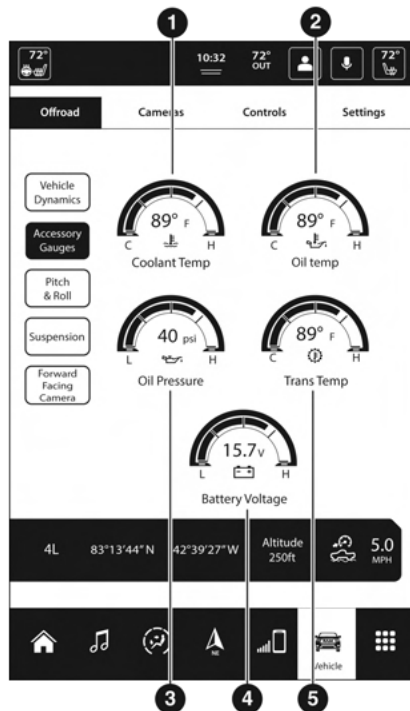 1 2
72° 10:32 72° OUT 72°
Offroad Cameras Controls Settings
Vehicle
Dynamics
Accessory
Gauges
Pitch
& Roll
Suspension
Forward
Facing
Camera
89° F
C H
Coolant Temp
89° F
C H
Oil temp
40 psi
L H
Oil Pressure
89° F
C H
Trans Temp
15.7 v
L H
Battery Voltage
4L 83°13'44" N 42°39'27" W Altitude 250ft 5.0 MPH
NE
Vehicle
3 4 5